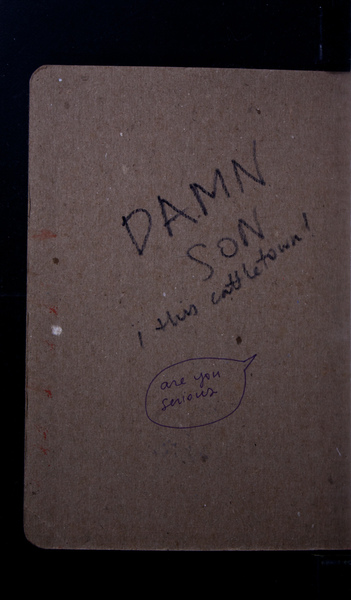 DAMN
SON
¡ this cattletown!
are you
serious